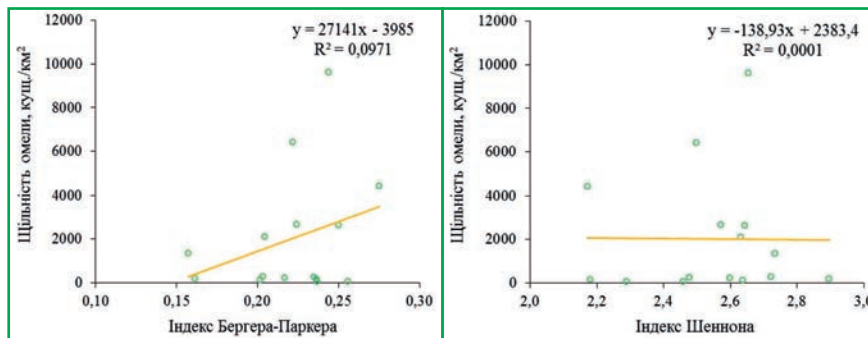 12000
10000
8000
6000
4000
2000
0
Щільність омели, кущ./км²
y = 27141x - 3985
R² = 0,0971
0,10 0,15 0,20 0,25 0,30
Індекс Бергера-Паркера
12000
10000
8000
6000
4000
2000
0
Щільність омели, кущ./км²
y = -138,93x + 2383,4
R² = 0,0001
2,0 2,2 2,4 2,6 2,8 3,0
Індекс Шеннона